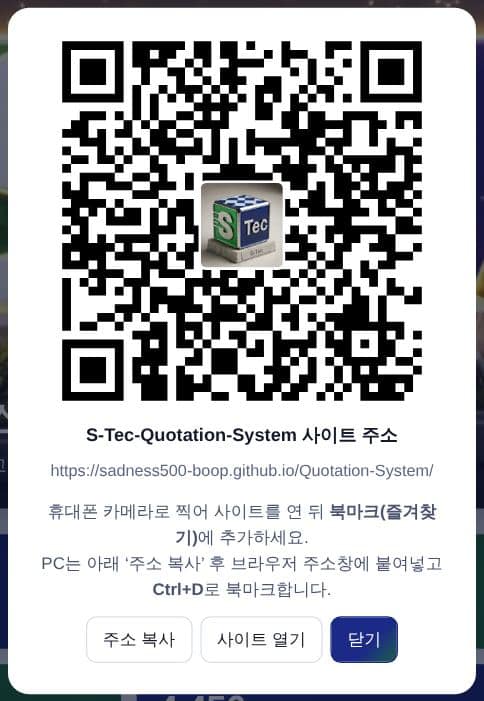 S
Tec
S-Tec
S-Tec-Quotation-System 사이트 주소
https://sadness500-boop.github.io/Quotation-System/
휴대폰 카메라로 찍어 사이트를 연 뒤 북마크(즐겨찾
기)에 추가하세요.
PC는 아래 ‘주소 복사’ 후 브라우저 주소창에 붙여넣고
Ctrl+D로 북마크합니다.
주소 복사 사이트 열기 닫기